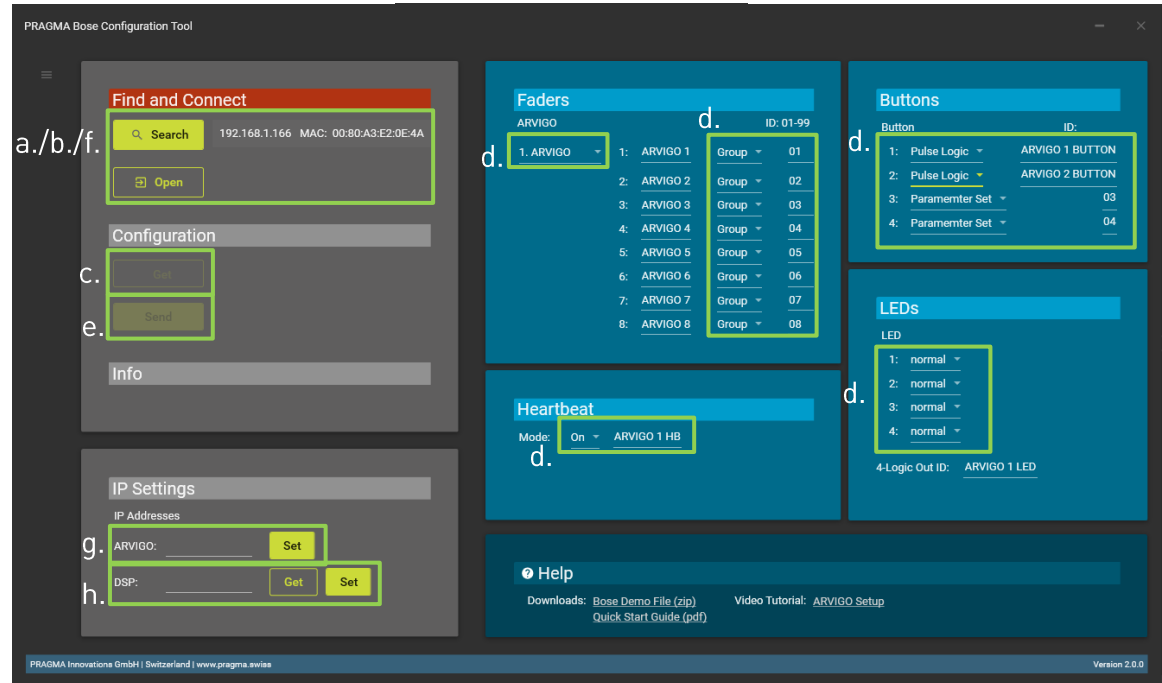 PRAGMA Bose Configuration Tool
Find and Connect
a./b./f.
Search 192.168.1.166 MAC: 00:80:A3:E2:0E:4A
Open
Configuration
c.
Get
e.
Send
Info
IP Settings
IP Addresses
g.
ARVIGO: Set
h.
DSP: Get Set
Faders
ARVIGO d. ID: 01-99
d.
1. ARVIGO 1: ARVIGO 1 Group 01
2: ARVIGO 2 Group 02
3: ARVIGO 3 Group 03
4: ARVIGO 4 Group 04
5: ARVIGO 5 Group 05
6: ARVIGO 6 Group 06
7: ARVIGO 7 Group 07
8: ARVIGO 8 Group 08
Heartbeat
Mode: On ARVIGO 1 HB
d.
Buttons
Button ID:
d.
1: Pulse Logic ARVIGO 1 BUTTON
2: Pulse Logic ARVIGO 2 BUTTON
3: Paramemter Set 03
4: Paramemter Set 04
LEDs
LED
1: normal
2: normal
d.
3: normal
4: normal
4-Logic Out ID: ARVIGO 1 LED
? Help
Downloads: Bose Demo File (zip) Video Tutorial: ARVIGO Setup
Quick Start Guide (pdf)
PRAGMA Innovations GmbH | Switzerland | www.pragma.swiss Version 2.0.0